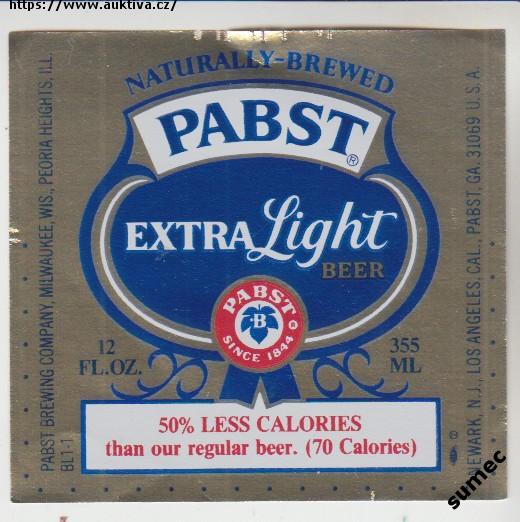 https://www.auktiva.cz/
NATURALLY-BREWED
PABST®
EXTRA Light
BEER
PABST
B
SINCE 1844
12
FL.OZ.
355
ML
50% LESS CALORIES
than our regular beer. (70 Calories)
PABST BREWING COMPANY, MILWAUKEE, WIS., PEORIA HEIGHTS, ILL.
BL1-1
NEWARK, N.J., LOS ANGELES, CAL., PABST, GA. 31069 U.S.A.
sumec